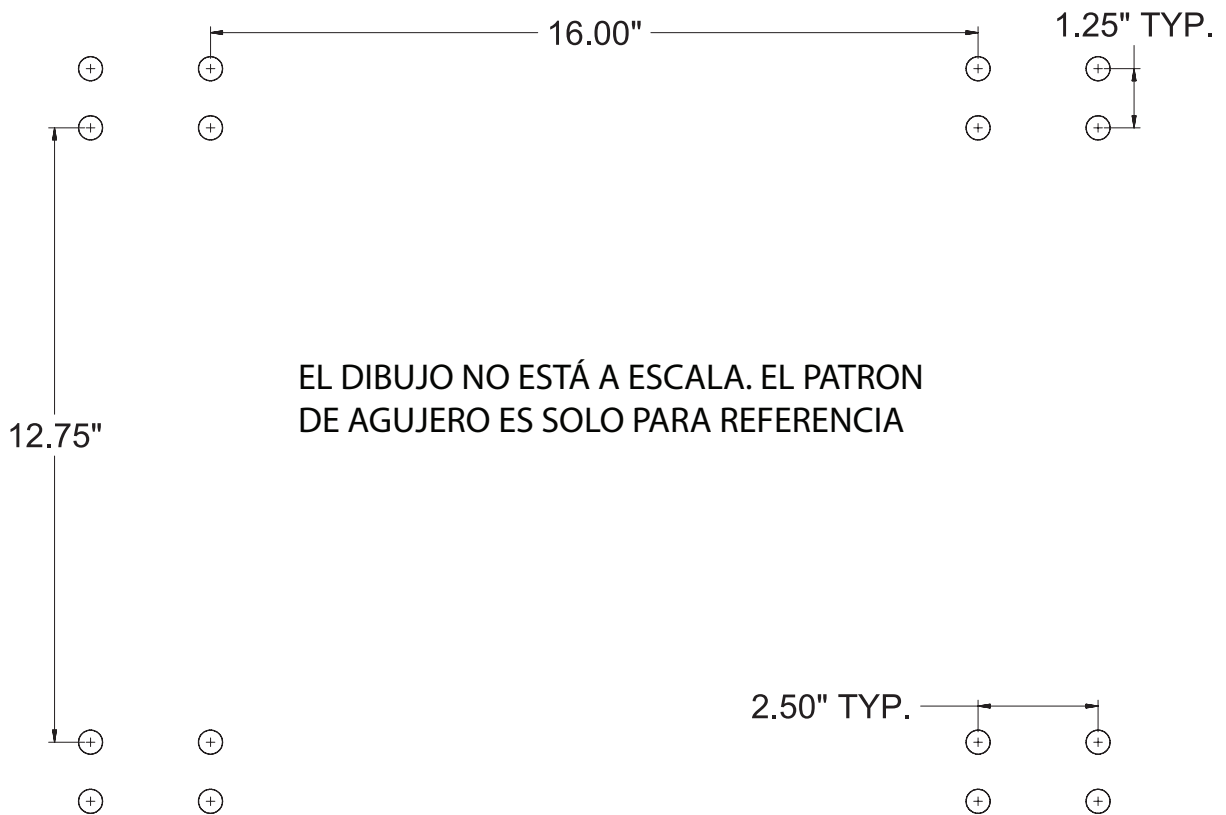 16.00"
1.25" TYP.
EL DIBUJO NO ESTÁ A ESCALA. EL PATRON
DE AGUJERO ES SOLO PARA REFERENCIA
12.75"
2.50" TYP.